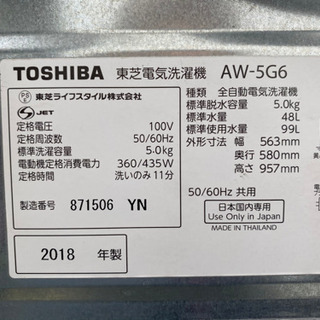 TOSHIBA 東芝電気洗濯機 AW-5G6
PS E 東芝ライフスタイル株式会社
S JET
定格電圧 100V
定格周波数 50/60Hz
標準洗濯容量 5.0kg
電動機定格消費電力 360/435W
定格時間 洗いのみ 11分
製造番号 871506 YN
2018 年製
種類 全自動電気洗濯機
標準脱水容量 5.0kg
標準水量 48L
標準使用水量 99L
外形寸法 幅 563mm
奥行 580mm
高さ 957mm
50/60Hz 共用
日本国内専用
Use Only in Japan
MADE IN THAILAND